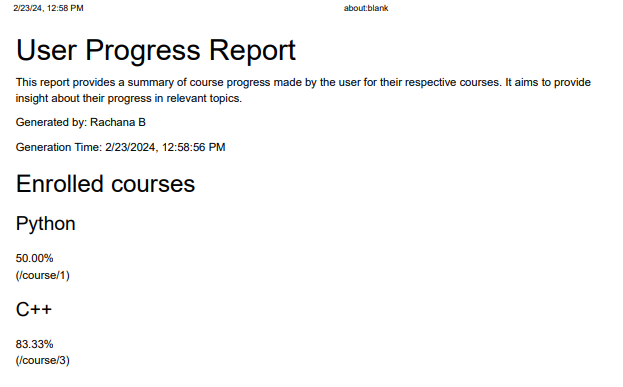 2/23/24, 12:58 PM
about:blank
User Progress Report
This report provides a summary of course progress made by the user for their respective courses. It aims to provide
insight about their progress in relevant topics.
Generated by: Rachana B
Generation Time: 2/23/2024, 12:58:56 PM
Enrolled courses
Python
50.00%
(/course/1)
C++
83.33%
(/course/3)